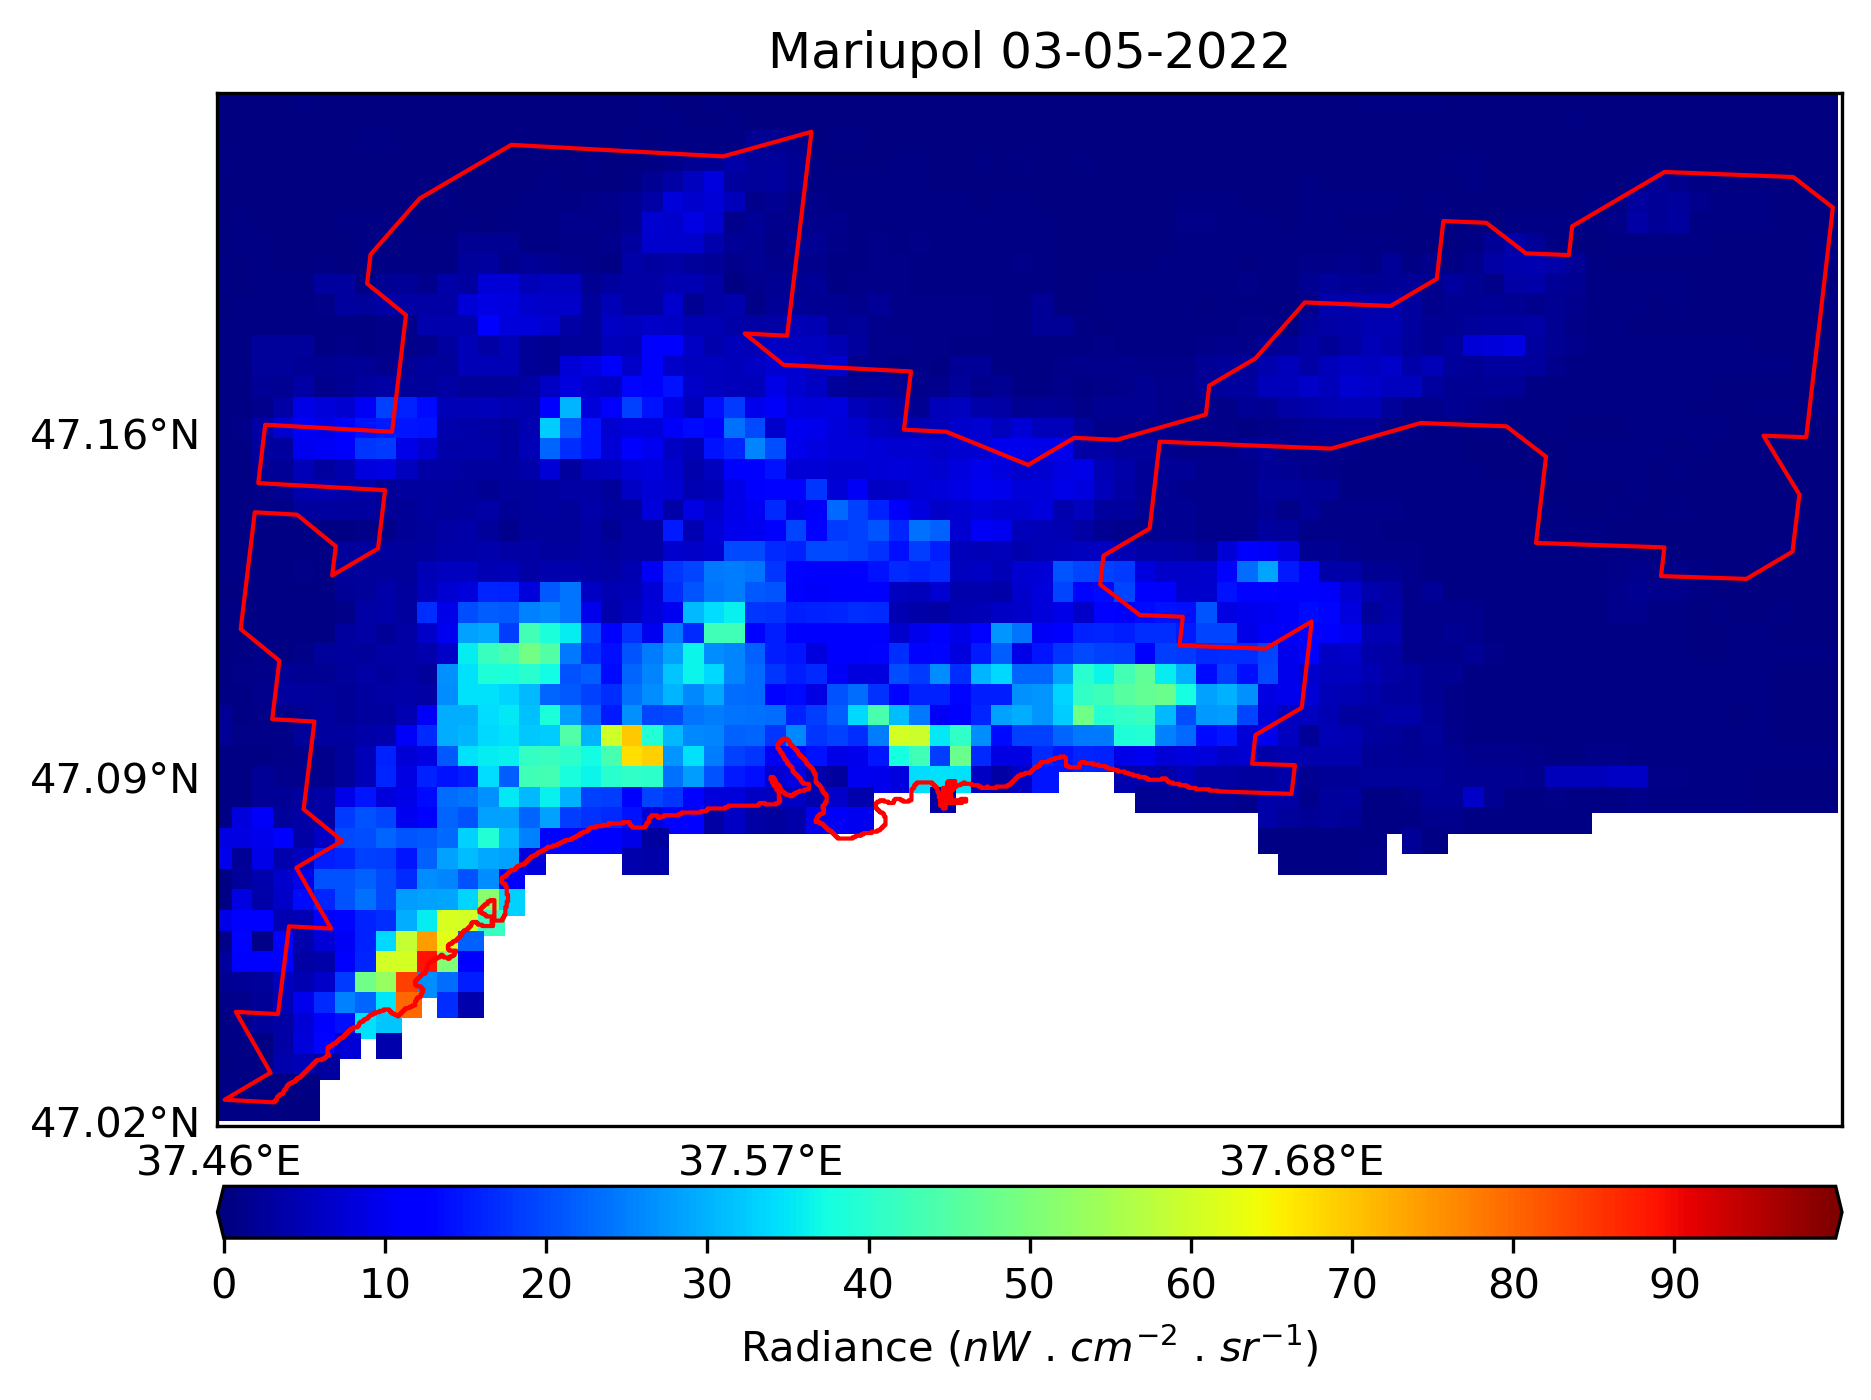 Mariupol 03-05-2022
47.16°N
47.09°N
47.02°N
37.46°E 37.57°E 37.68°E
0 10 20 30 40 50 60 70 80 90
Radiance (nW . cm⁻² . sr⁻¹)